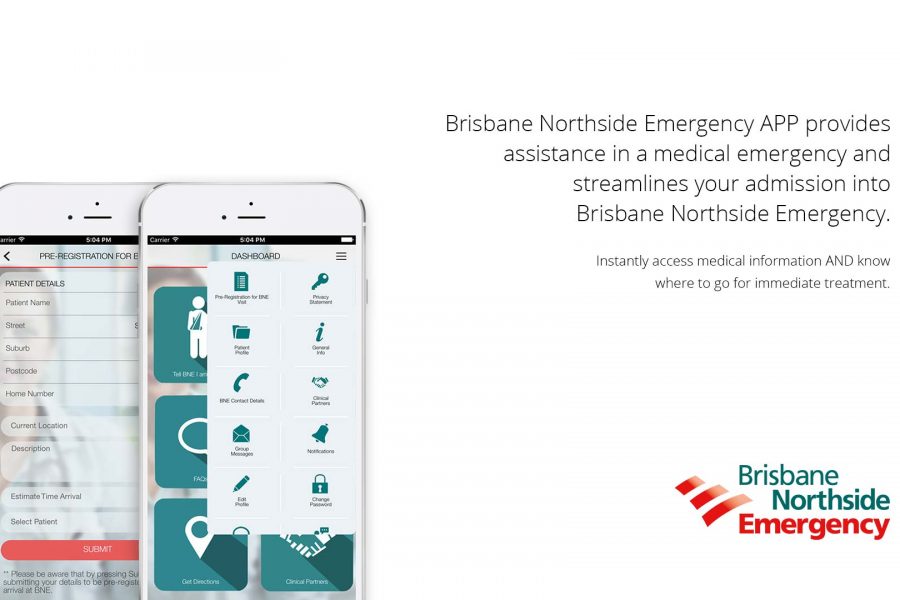 Brisbane Northside Emergency APP provides
assistance in a medical emergency and
streamlines your admission into
Brisbane Northside Emergency.
Instantly access medical information AND know
where to go for immediate treatment.
arrier 5:04 PM
PRE-REGISTRATION FOR B
PATIENT DETAILS
Patient Name
Street S
Suburb
Postcode
Home Number
Current Location
Description
Estimate Time Arrival
Select Patient
SUBMIT
** Please be aware that by pressing Su
submitting your details to be pre-registe
arrival at BNE.
Carrier 5:04 PM
DASHBOARD
Tell BNE I am
FAQs
Get Directions
Clinical Partners
Pre-Registration for BNE
Visit
Privacy
Statement
Patient
Profile
General
Info
BNE Contact Details
Clinical
Partners
Group
Messages
Notifications
Edit
Profile
Change
Password
Brisbane
Northside
Emergency